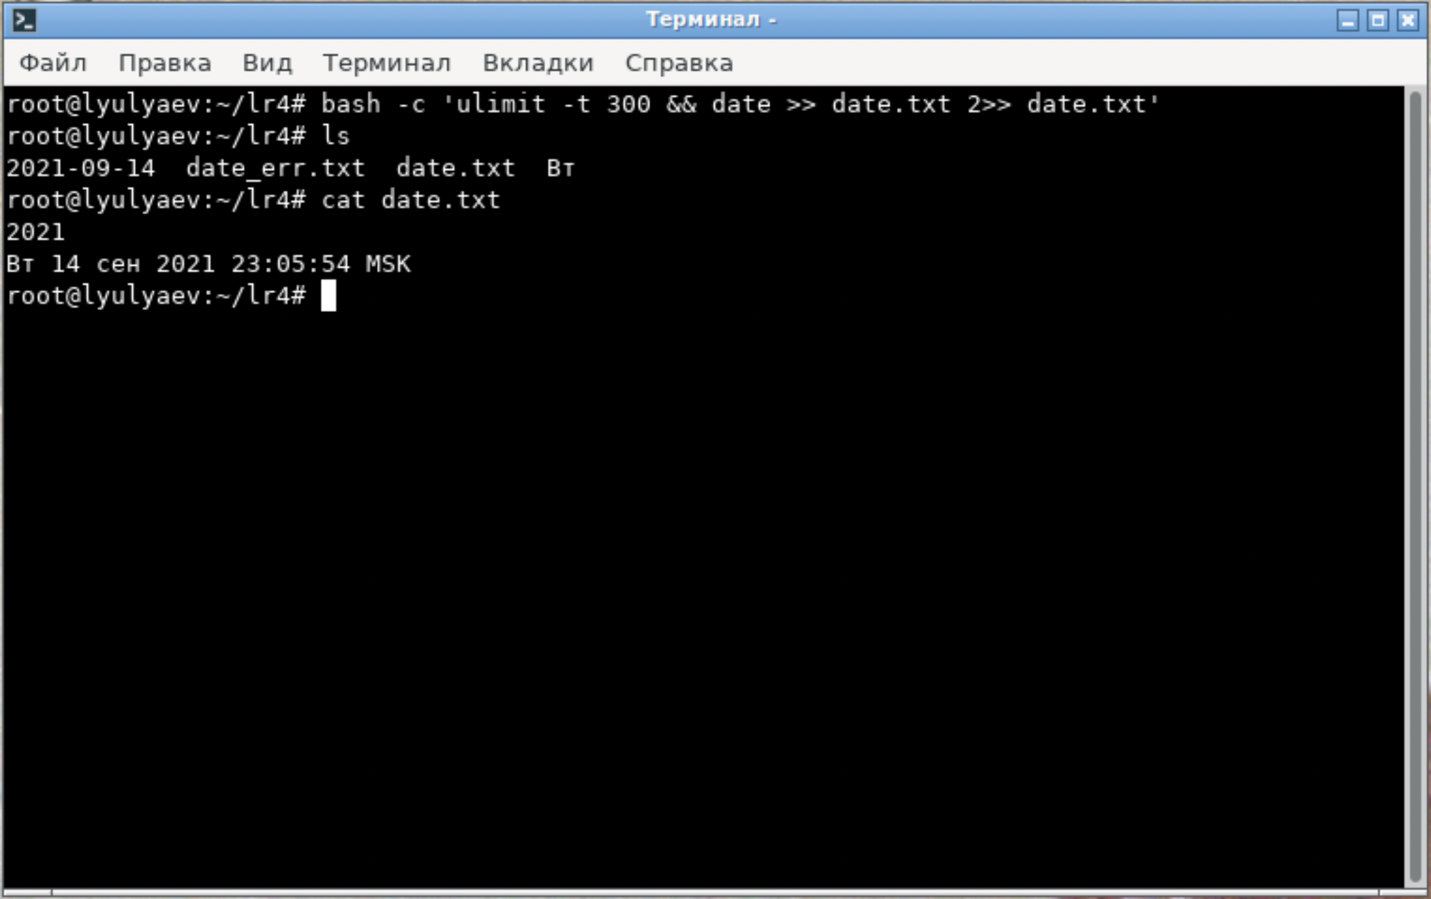 Терминал -
Файл Правка Вид Терминал Вкладки Справка
root@lyulyaev:~/lr4# bash -c 'ulimit -t 300 && date >> date.txt 2>> date.txt'
root@lyulyaev:~/lr4# ls
2021-09-14  date_err.txt  date.txt  Вт
root@lyulyaev:~/lr4# cat date.txt
2021
Вт 14 сен 2021 23:05:54 MSK
root@lyulyaev:~/lr4#